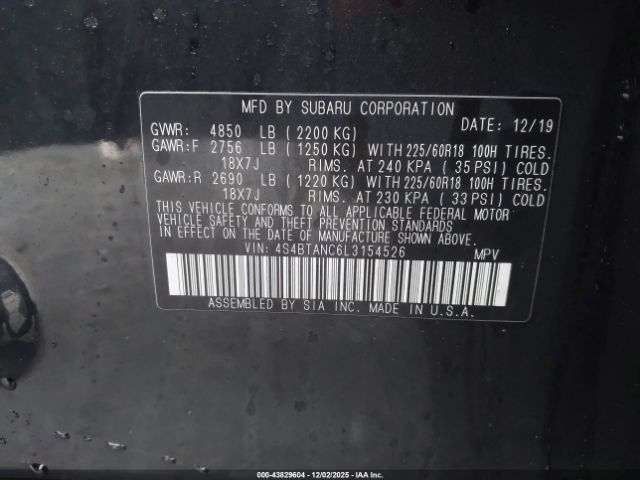 MFD BY SUBARU CORPORATION
GVWR: 4850 LB ( 2200 KG) DATE: 12/19
GAWR:F 2756 LB ( 1250 KG) WITH 225/60R18 100H TIRES.
18X7J RIMS. AT 240 KPA ( 35 PSI) COLD
GAWR:R 2690 LB ( 1220 KG) WITH 225/60R18 100H TIRES.
18X7J RIMS. AT 230 KPA ( 33 PSI) COLD
THIS VEHICLE CONFORMS TO ALL APPLICABLE FEDERAL MOTOR
VEHICLE SAFETY AND THEFT PREVENTION STANDARDS
IN EFFECT ON THE DATE OF MANUFACTURE SHOWN ABOVE.
VIN: 4S4BTANC6L3154526 MPV
ASSEMBLED BY SIA INC. MADE IN U.S.A.
000-43829604 - 12/02/2025 - IAA Inc.